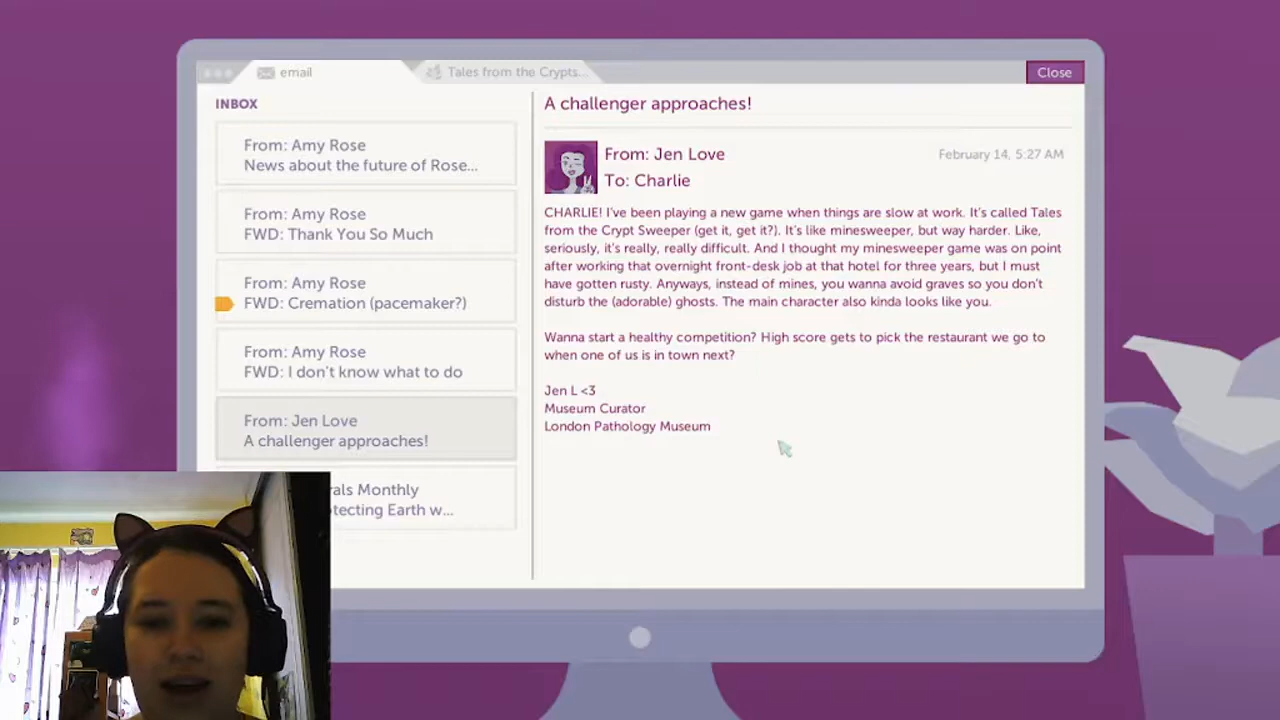 email
Tales from the Crypts...
Close
INBOX
From: Amy Rose
News about the future of Rose...
From: Amy Rose
FWD: Thank You So Much
From: Amy Rose
FWD: Cremation (pacemaker?)
From: Amy Rose
FWD: I don't know what to do
From: Jen Love
A challenger approaches!
rals Monthly
tecting Earth w...
A challenger approaches!
From: Jen Love
February 14, 5:27 AM
To: Charlie
CHARLIE! I've been playing a new game when things are slow at work. It's called Tales
from the Crypt Sweeper (get it, get it?). It's like minesweeper, but way harder. Like,
seriously, it's really, really difficult. And I thought my minesweeper game was on point
after working that overnight front-desk job at that hotel for three years, but I must
have gotten rusty. Anyways, instead of mines, you wanna avoid graves so you don't
disturb the (adorable) ghosts. The main character also kinda looks like you.
Wanna start a healthy competition? High score gets to pick the restaurant we go to
when one of us is in town next?
Jen L <3
Museum Curator
London Pathology Museum